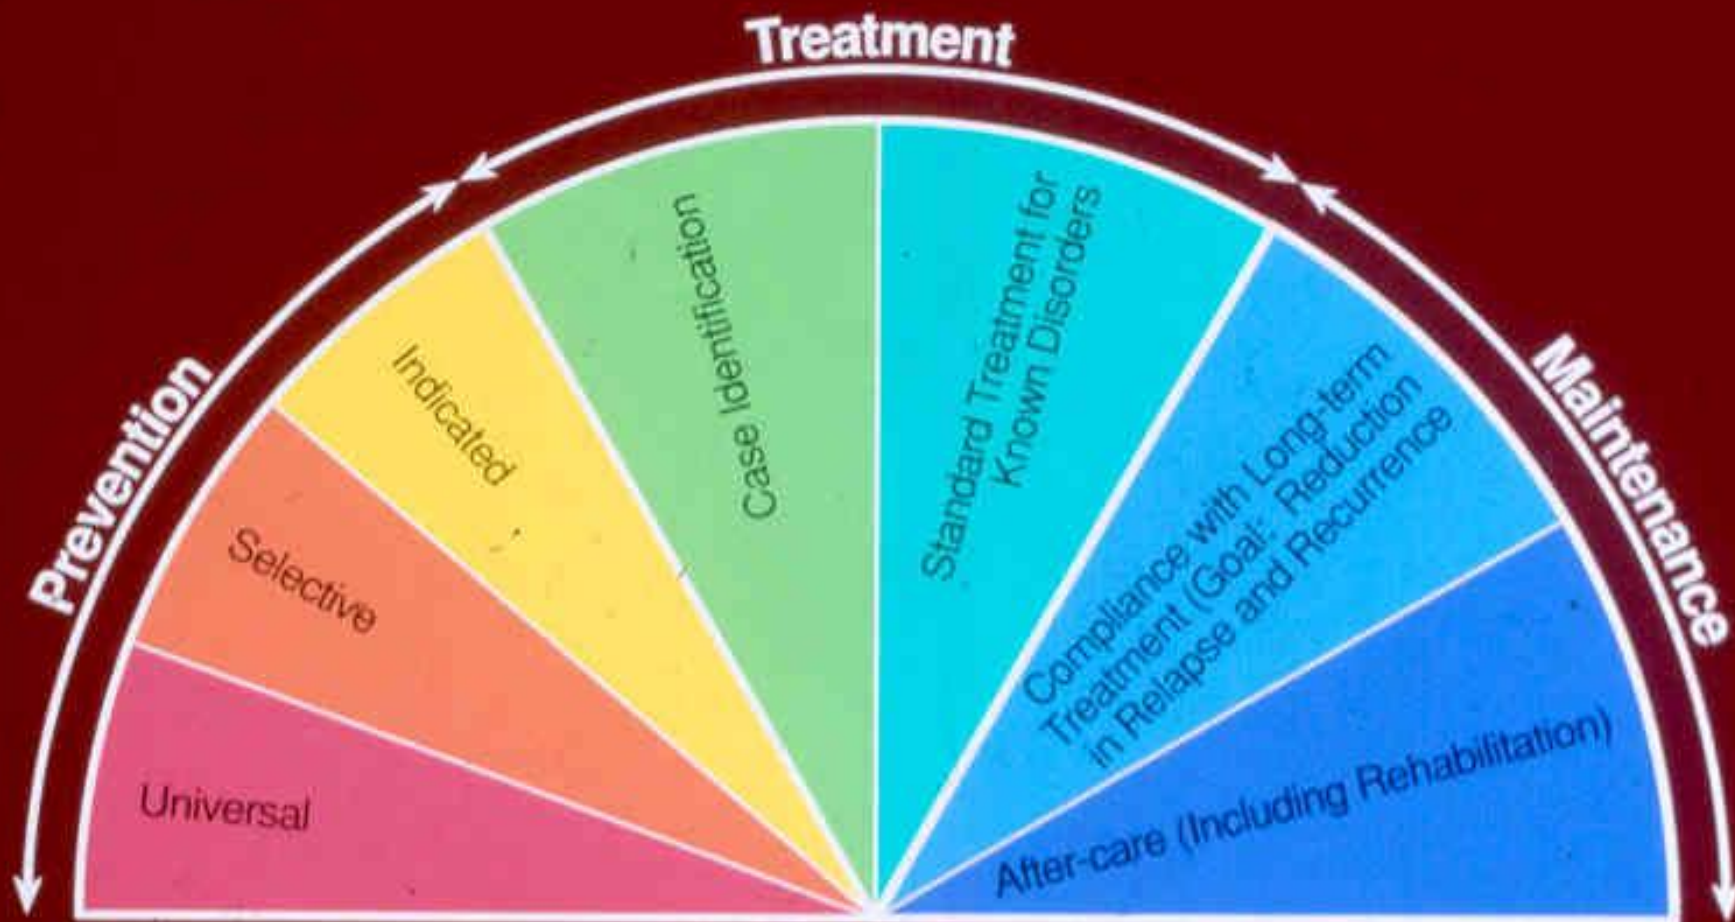 Treatment
Prevention
Maintenance
Universal
Selective
Indicated
Case Identification
Standard Treatment for
Known Disorders
Compliance with Long-term
Treatment (Goal: Reduction
in Relapse and Recurrence
After-care (Including Rehabilitation)